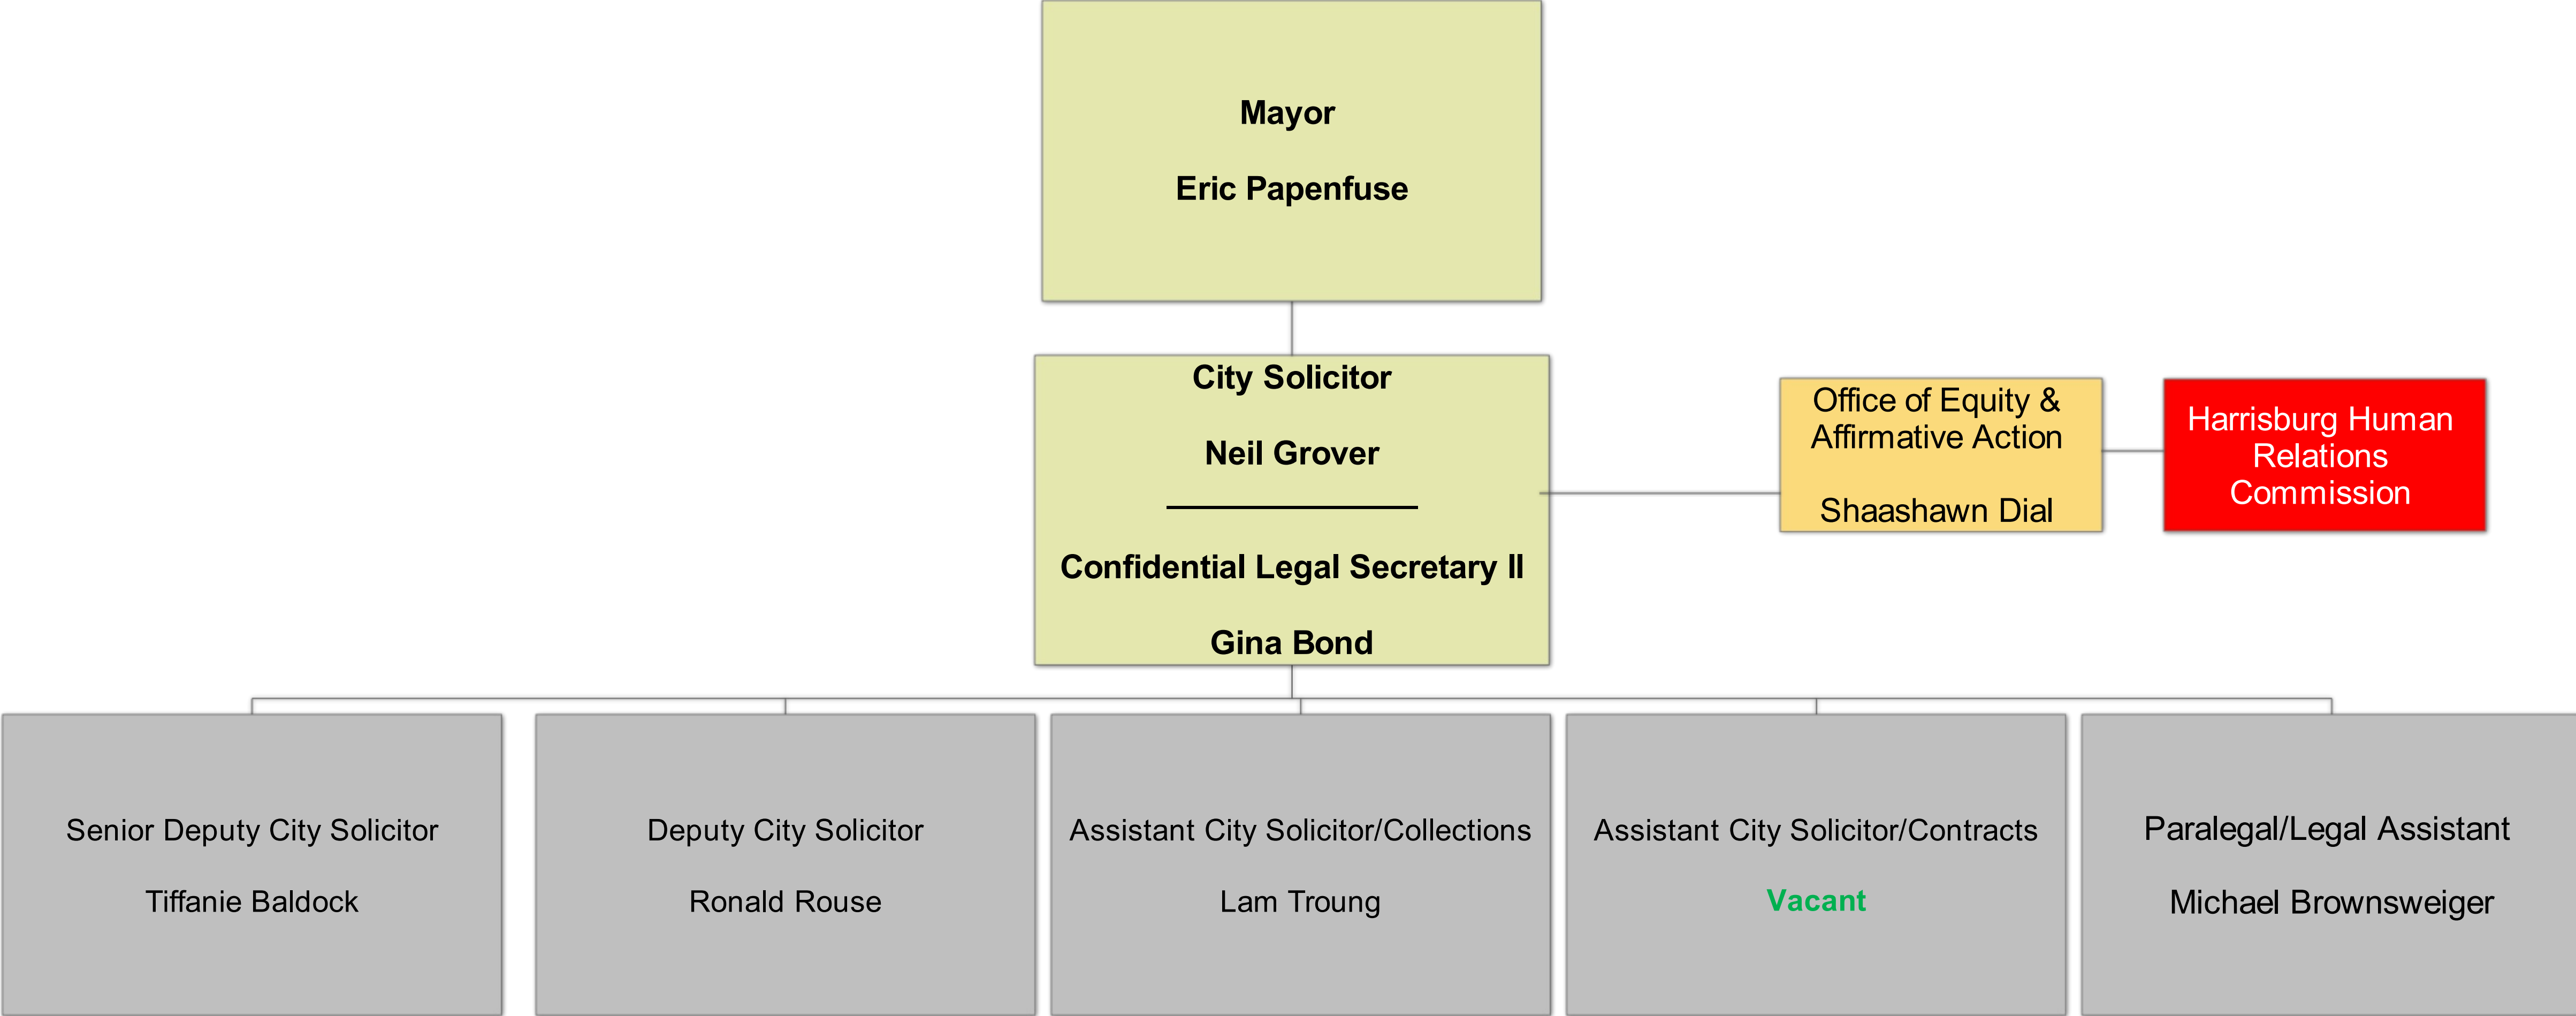 Mayor
Eric Papenfuse
City Solicitor
Neil Grover
Confidential Legal Secretary II
Gina Bond
Office of Equity &
Affirmative Action
Shaashawn Dial
Harrisburg Human
Relations
Commission
Senior Deputy City Solicitor
Tiffanie Baldock
Deputy City Solicitor
Ronald Rouse
Assistant City Solicitor/Collections
Lam Troung
Assistant City Solicitor/Contracts
Vacant
Paralegal/Legal Assistant
Michael Brownsweiger